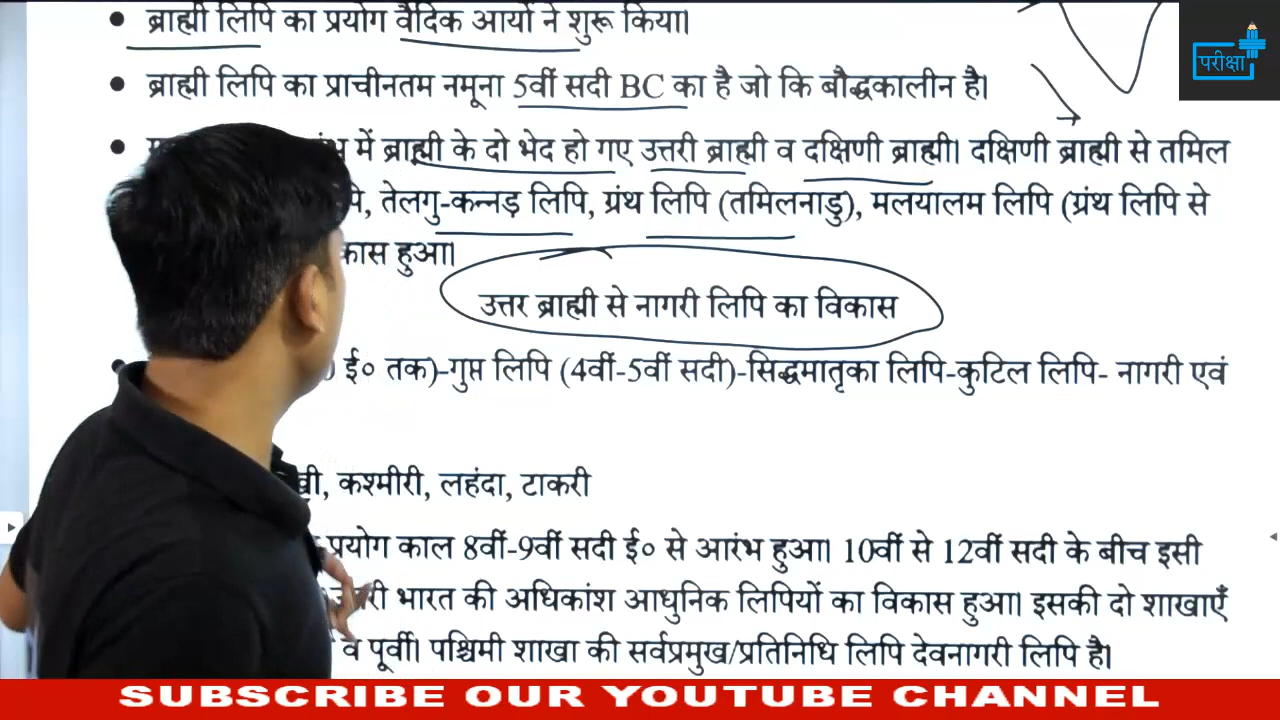 ब्राह्मी लिपि का प्रयोग वैदिक आर्यों ने शुरू किया।
परीक्षा
ब्राह्मी लिपि का प्राचीनतम नमूना 5वीं सदी BC का है जो कि बौद्धकालीन है।
में ब्राह्मी के दो भेद हो गए उत्तरी ब्राह्मी व दक्षिणी ब्राह्मी। दक्षिणी ब्राह्मी से तमिल
तेलगु-कन्नड़ लिपि, ग्रंथ लिपि (तमिलनाडु), मलयालम लिपि (ग्रंथ लिपि से
हुआ।
उत्तर ब्राह्मी से नागरी लिपि का विकास
ई० तक)-गुप्त लिपि (4वीं-5वीं सदी)-सिद्धमातृका लिपि-कुटिल लिपि- नागरी एवं
कश्मीरी, लहंदा, टाकरी
प्रयोग काल 8वीं-9वीं सदी ई० से आरंभ हुआ। 10वीं से 12वीं सदी के बीच इसी
भारत की अधिकांश आधुनिक लिपियों का विकास हुआ। इसकी दो शाखाएँ
व पूर्वी। पश्चिमी शाखा की सर्वप्रमुख/प्रतिनिधि लिपि देवनागरी लिपि है।
SUBSCRIBE OUR YOUTUBE CHANNEL